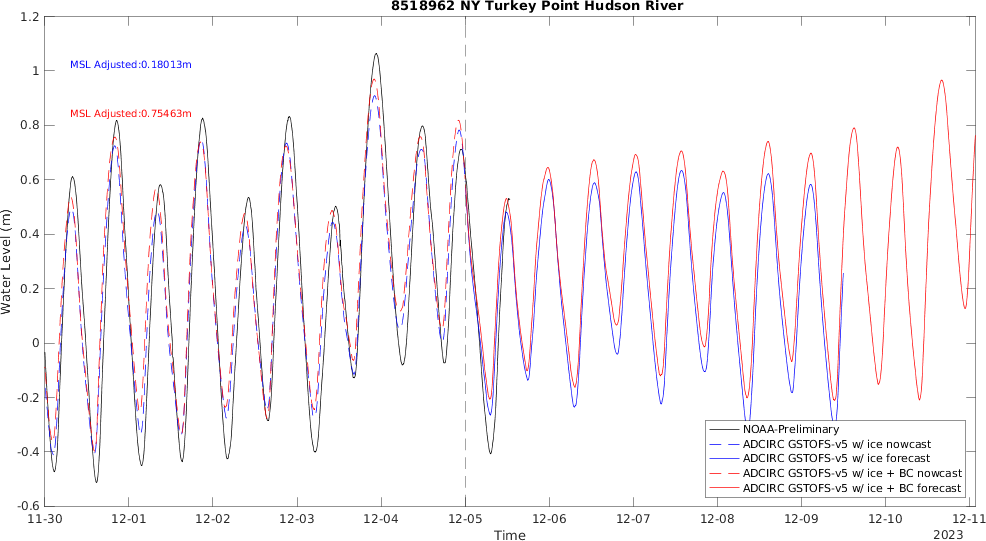 8518962 NY Turkey Point Hudson River
1.2
1
0.8
0.6
0.4
0.2
0
-0.2
-0.4
-0.6
Water Level (m)
MSL Adjusted:0.18013m
MSL Adjusted:0.75463m
NOAA-Preliminary
ADCIRC GSTOFS-v5 w/ ice nowcast
ADCIRC GSTOFS-v5 w/ ice forecast
ADCIRC GSTOFS-v5 w/ ice + BC nowcast
ADCIRC GSTOFS-v5 w/ ice + BC forecast
11-30 12-01 12-02 12-03 12-04 12-05 12-06 12-07 12-08 12-09 12-10 12-11
Time
2023